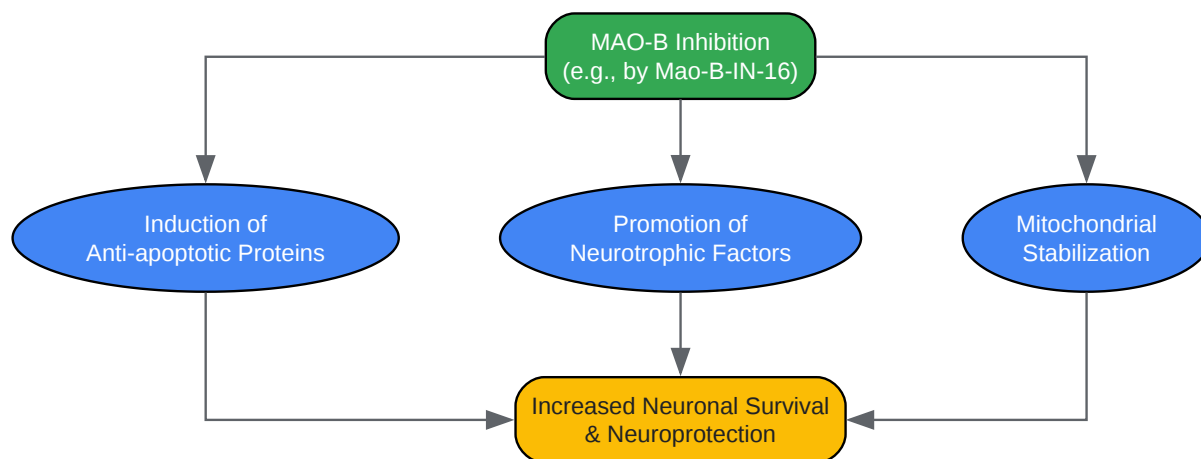 MAO-B Inhibition
(e.g., by Mao-B-IN-16)
Induction of
Anti-apoptotic Proteins
Promotion of
Neurotrophic Factors
Mitochondrial
Stabilization
Increased Neuronal Survival
& Neuroprotection